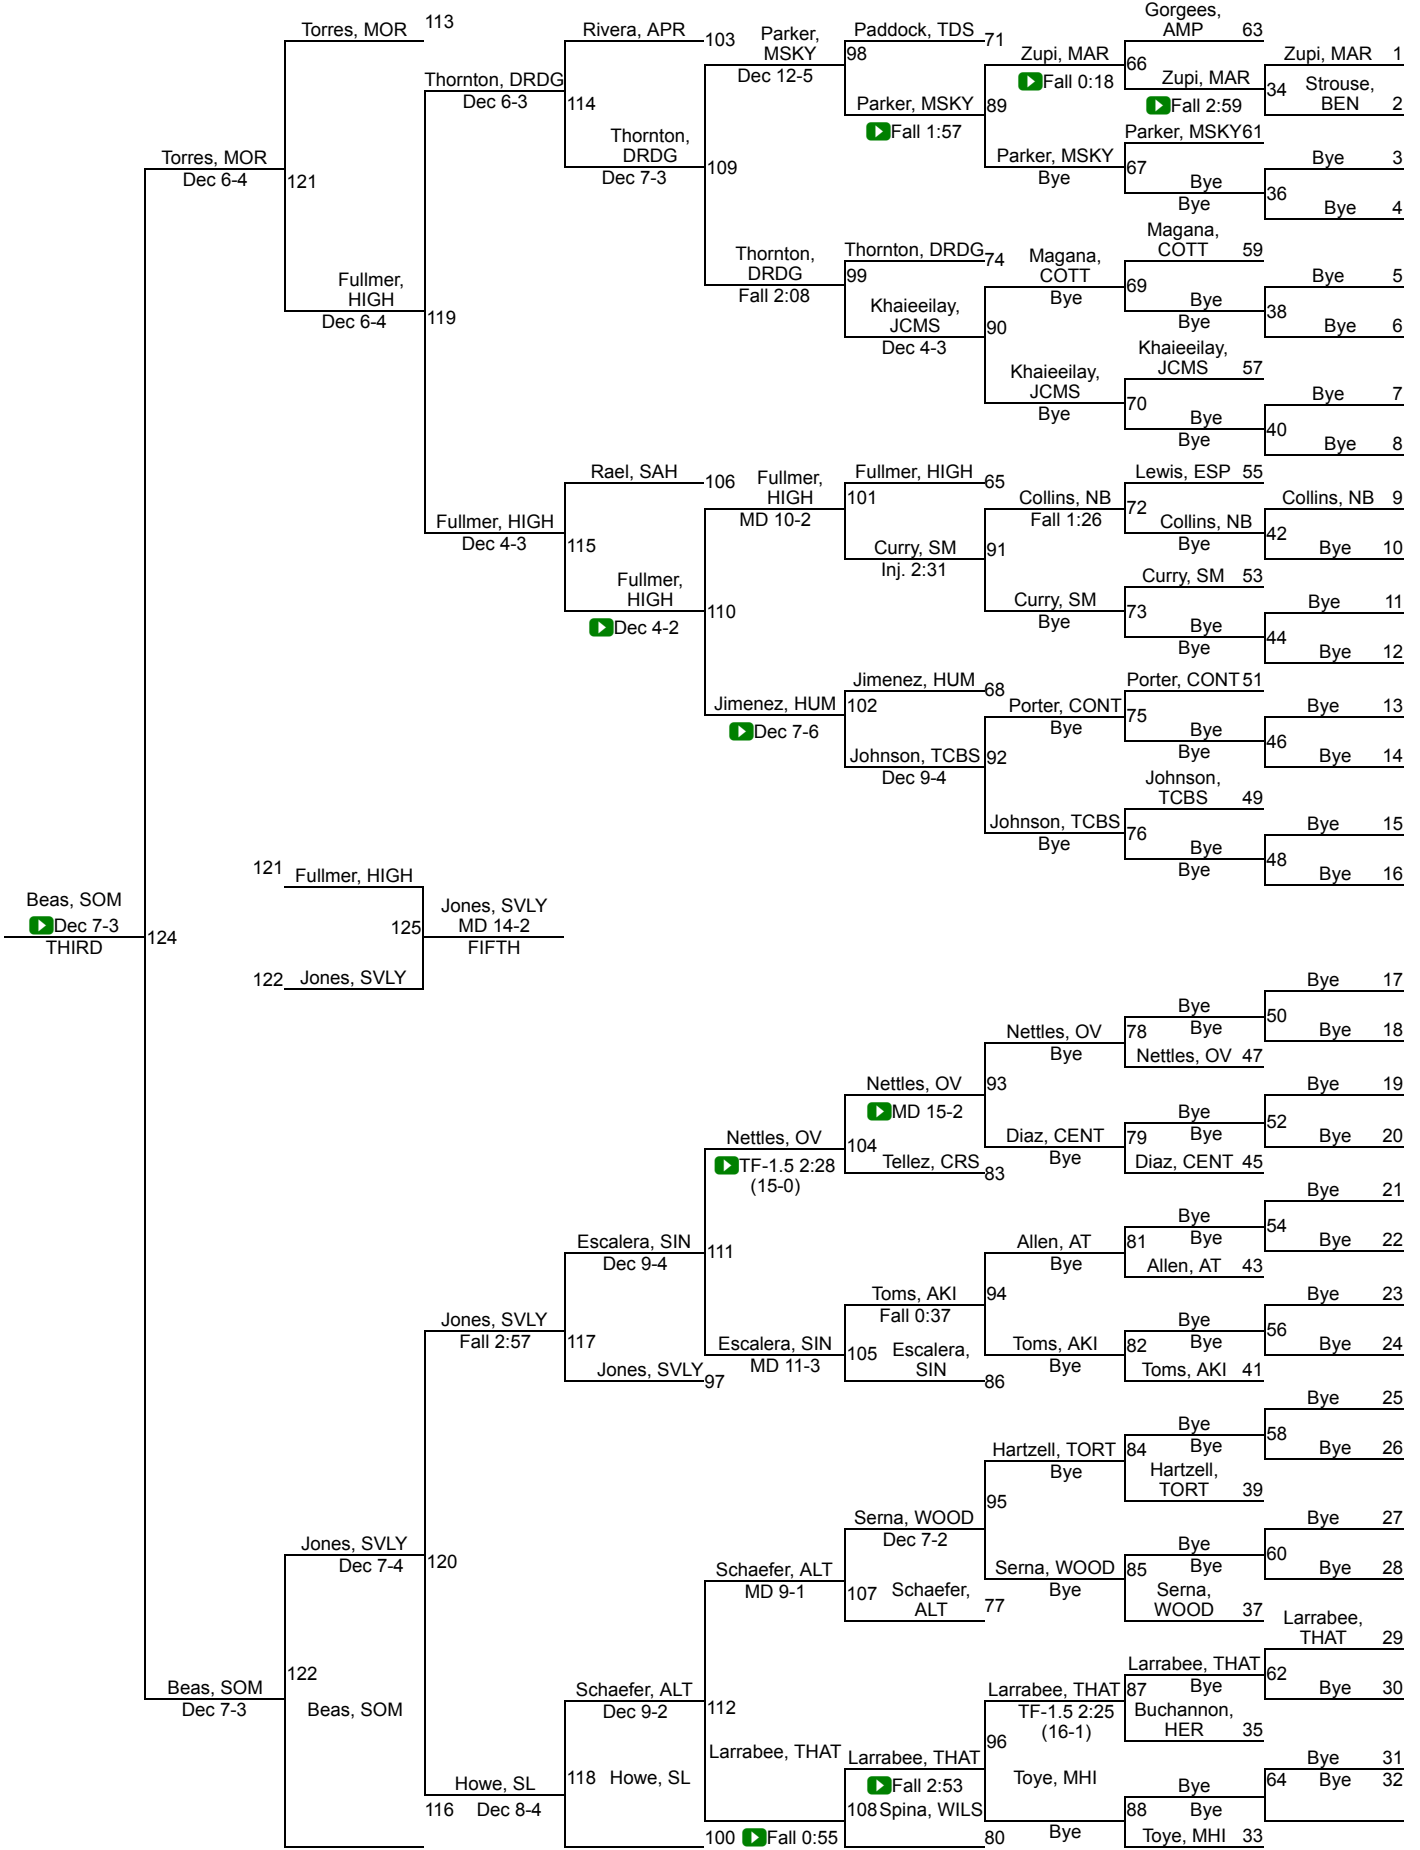 Torres, MOR 113
Rivera, APR 103
Parker,
MSKY
Dec 12-5
Paddock, TDS 71
98
Zupi, MAR
Fall 0:18
Gorgees,
AMP 63
66
Zupi, MAR
Fall 2:59
Zupi, MAR 1
34 Strouse,
BEN 2
Thornton, DRDG
Dec 6-3
114
Parker, MSKY
Fall 1:57
89
Parker, MSKY 61
Thornton,
DRDG
Dec 7-3
109
Parker, MSKY
Bye
67
Bye
Bye
Bye 3
36
Bye 4
Torres, MOR
Dec 6-4
121
Thornton,
DRDG
Fall 2:08
Thornton, DRDG 74
99
Magana,
COTT
Bye
Magana,
COTT 59
69
Bye
Bye
Bye 5
38
Bye 6
Fullmer,
HIGH
Dec 6-4
119
Khaieeilay,
JCMS
Dec 4-3
90
Khaieeilay,
JCMS
Bye
Khaieeilay,
JCMS 57
70
Bye
Bye
Bye 7
40
Bye 8
Rael, SAH 106
Fullmer,
HIGH
MD 10-2
Fullmer, HIGH 65
101
Collins, NB
Fall 1:26
Lewis, ESP 55
72
Collins, NB
Bye
Collins, NB 9
42
Bye 10
Fullmer, HIGH
Dec 4-3
115
Curry, SM
Inj. 2:31
91
Curry, SM 53
Fullmer,
HIGH
Dec 4-2
110
Curry, SM
Bye
73
Bye
Bye
Bye 11
44
Bye 12
Jimenez, HUM
Dec 7-6
Jimenez, HUM 68
102
Porter, CONT
Bye
Porter, CONT 51
75
Bye
Bye
Bye 13
46
Bye 14
Johnson, TCBS
Dec 9-4
92
Johnson,
TCBS 49
Johnson, TCBS
Bye
76
Bye
Bye
Bye 15
48
Bye 16
121 Fullmer, HIGH
Beas, SOM
Dec 7-3
THIRD
124
125
Jones, SVLY
MD 14-2
FIFTH
122 Jones, SVLY
Bye 17
Bye
Bye
50
Bye 18
Nettles, OV
Bye
78
Nettles, OV 47
Nettles, OV
MD 15-2
93
Bye 19
Bye
Bye
52
Bye 20
Nettles, OV
TF-1.5 2:28
(15-0)
104
Tellez, CRS 83
Diaz, CENT
Bye
79
Diaz, CENT 45
Bye 21
Bye
Bye
54
Bye 22
Escalera, SIN
Dec 9-4
111
Allen, AT
Bye
81
Allen, AT 43
Toms, AKI
Fall 0:37
94
Bye 23
Bye
Bye
56
Bye 24
Jones, SVLY
Fall 2:57
117
Jones, SVLY 97
Escalera, SIN
MD 11-3
105 Escalera,
SIN 86
Toms, AKI
Bye
82
Toms, AKI 41
Bye 25
Bye
Bye
58
Bye 26
Hartzell, TORT
Bye
84
Hartzell,
TORT 39
Serna, WOOD
Dec 7-2
95
Bye 27
Bye
Bye
60
Bye 28
Jones, SVLY
Dec 7-4
120
Schaefer, ALT
MD 9-1
107 Schaefer,
ALT 77
Serna, WOOD
Bye
85
Serna,
WOOD 37
Larrabee,
THAT 29
Larrabee, THAT
Bye
62
Bye 30
Beas, SOM
Dec 7-3
122
Beas, SOM
Schaefer, ALT
Dec 9-2
112
Larrabee, THAT
TF-1.5 2:25
(16-1)
87
Buchannon,
HER 35
Larrabee, THAT
100
Fall 0:55
Larrabee, THAT
Fall 2:53
96
Bye 31
64 Bye 32
Howe, SL
Dec 8-4
116
118 Howe, SL
108 Spina, WILS
80
Toye, MHI
Bye
Bye
Bye
88
Toye, MHI 33